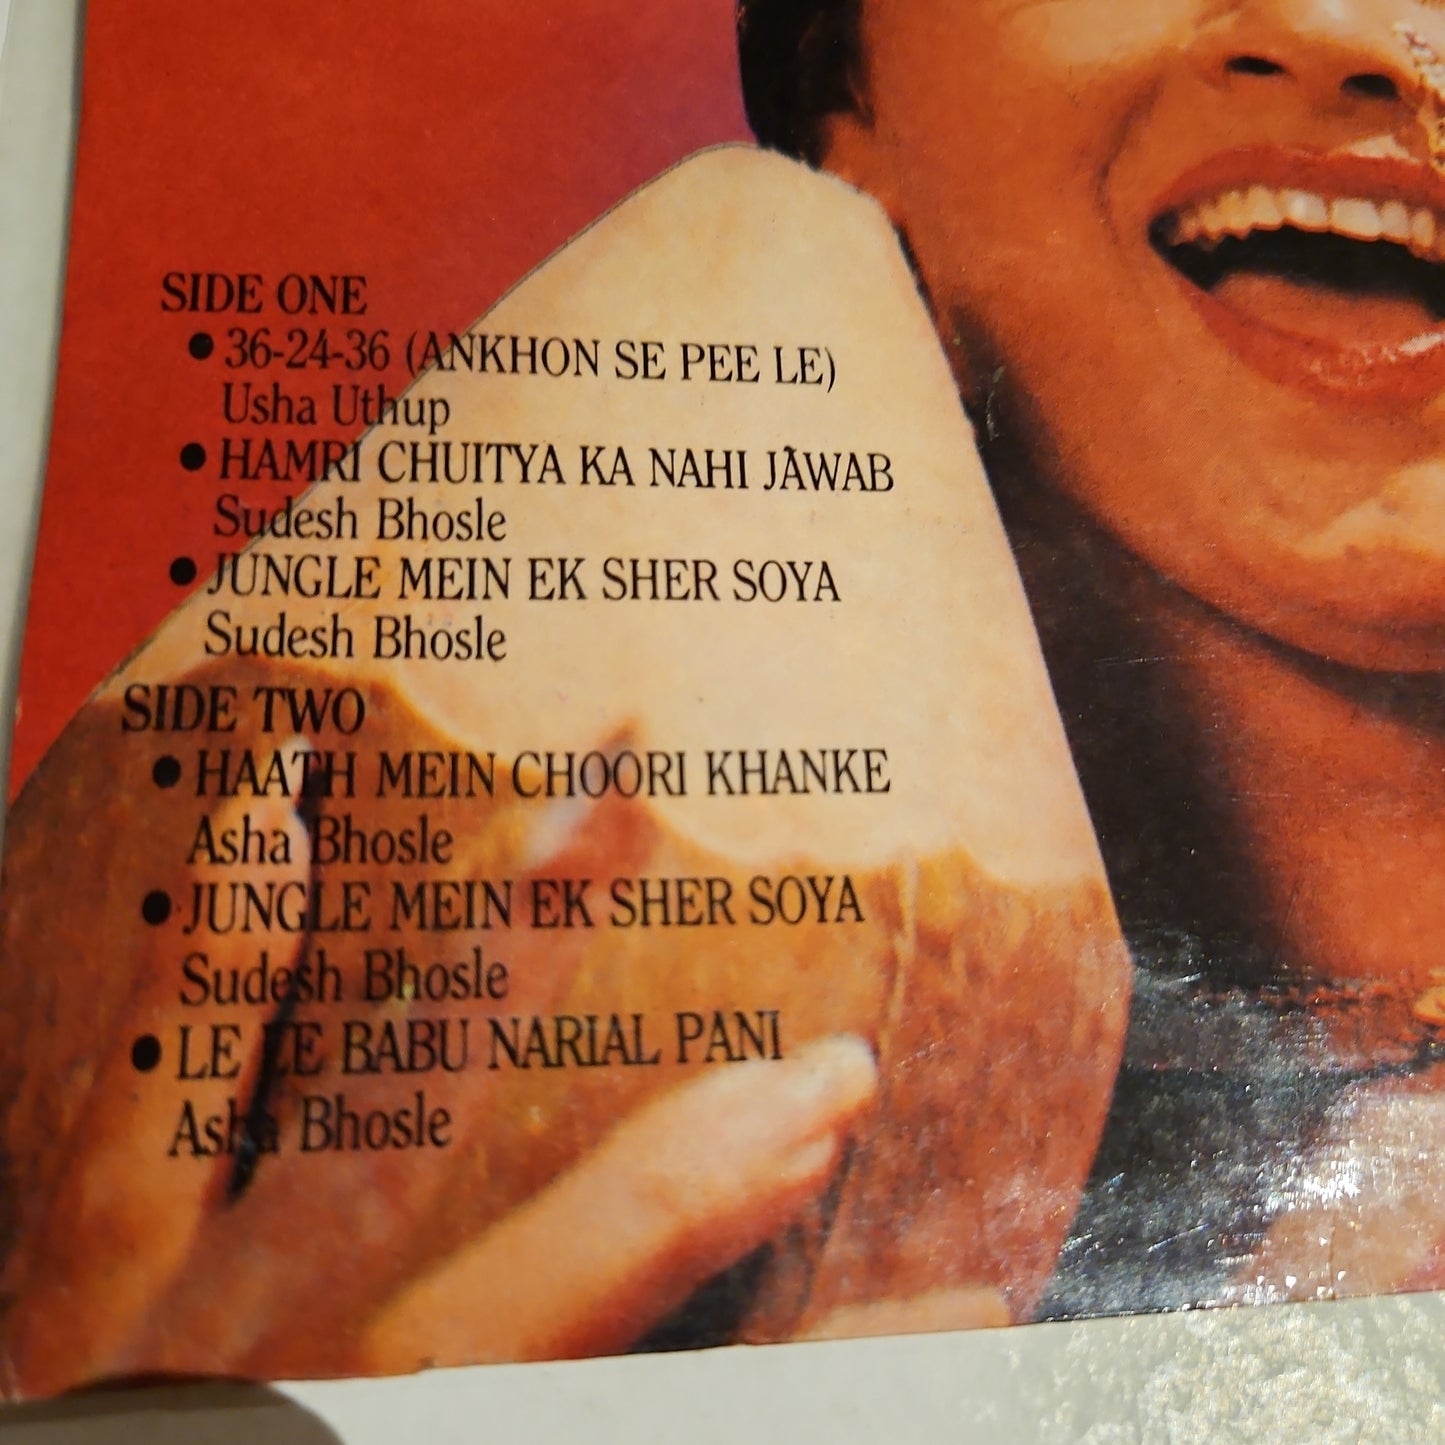 SIDE ONE
• 36-24-36 (ANKHON SE PEE LE)
Usha Uthup
• HAMRI CHUITYA KA NAHI JAWAB
Sudesh Bhosle
• JUNGLE MEIN EK SHER SOYA
Sudesh Bhosle
SIDE TWO
• HAATH MEIN CHOORI KHANKE
Asha Bhosle
• JUNGLE MEIN EK SHER SOYA
Sudesh Bhosle
• LE LE BABU NARIAL PANI
Asha Bhosle